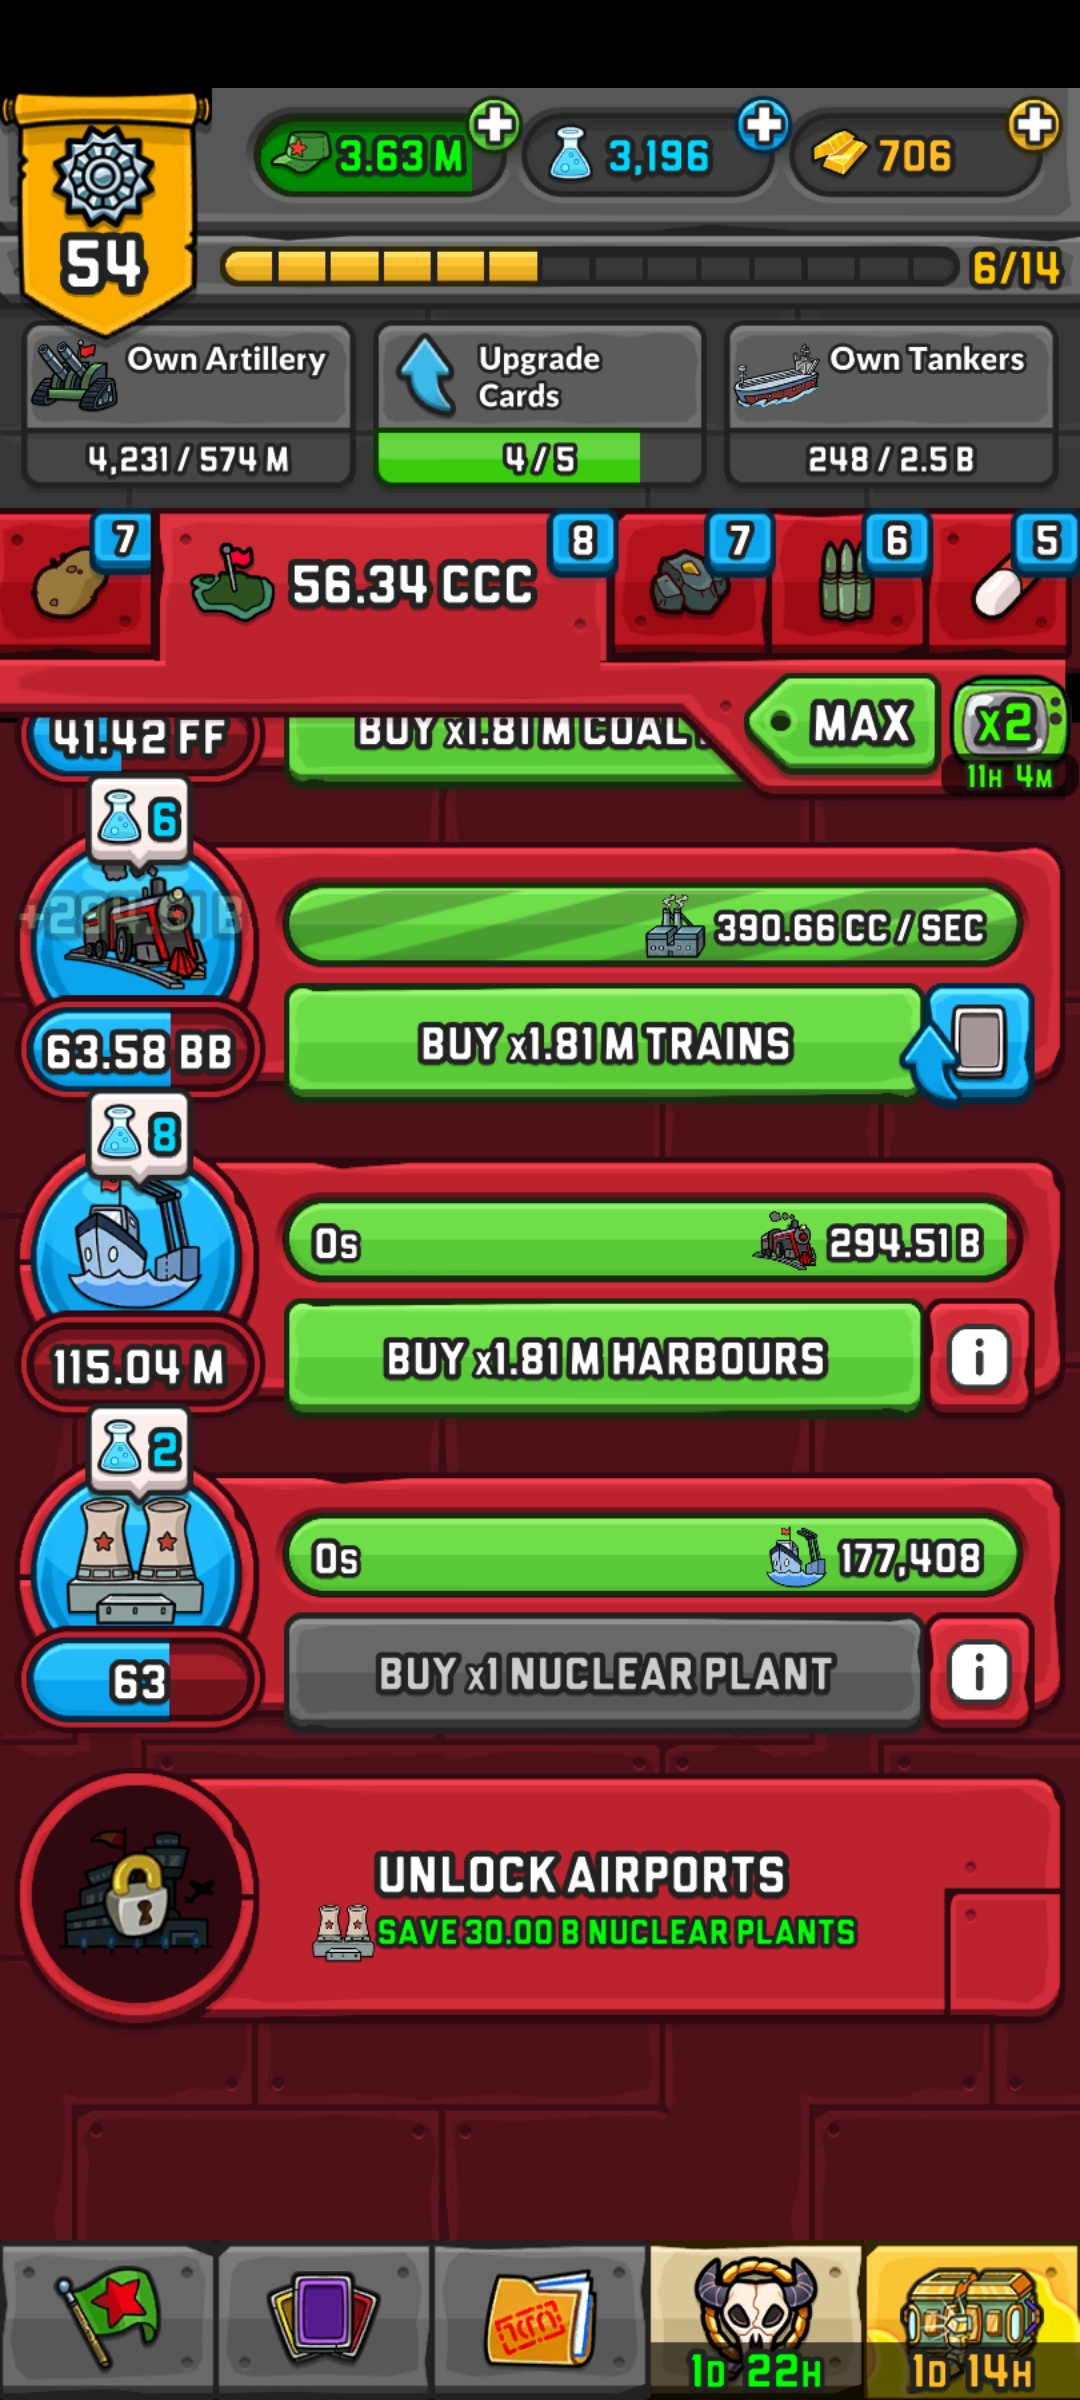 3.63 M
3,196
706
54
6/14
Own Artillery
4,231 / 574 M
Upgrade
Cards
4 / 5
Own Tankers
248 / 2.5 B
7
56.34 CCC
8
7
6
5
MAX
X2
11H 4M
41.42 FF
BUY x1.81 M COAL
6
390.66 CC / SEC
63.58 BB
BUY x1.81 M TRAINS
8
0s
294.51 B
115.04 M
BUY x1.81 M HARBOURS
i
2
0s
177,408
63
BUY x1 NUCLEAR PLANT
i
UNLOCK AIRPORTS
SAVE 30.00 B NUCLEAR PLANTS
1D 22H
1D 14H